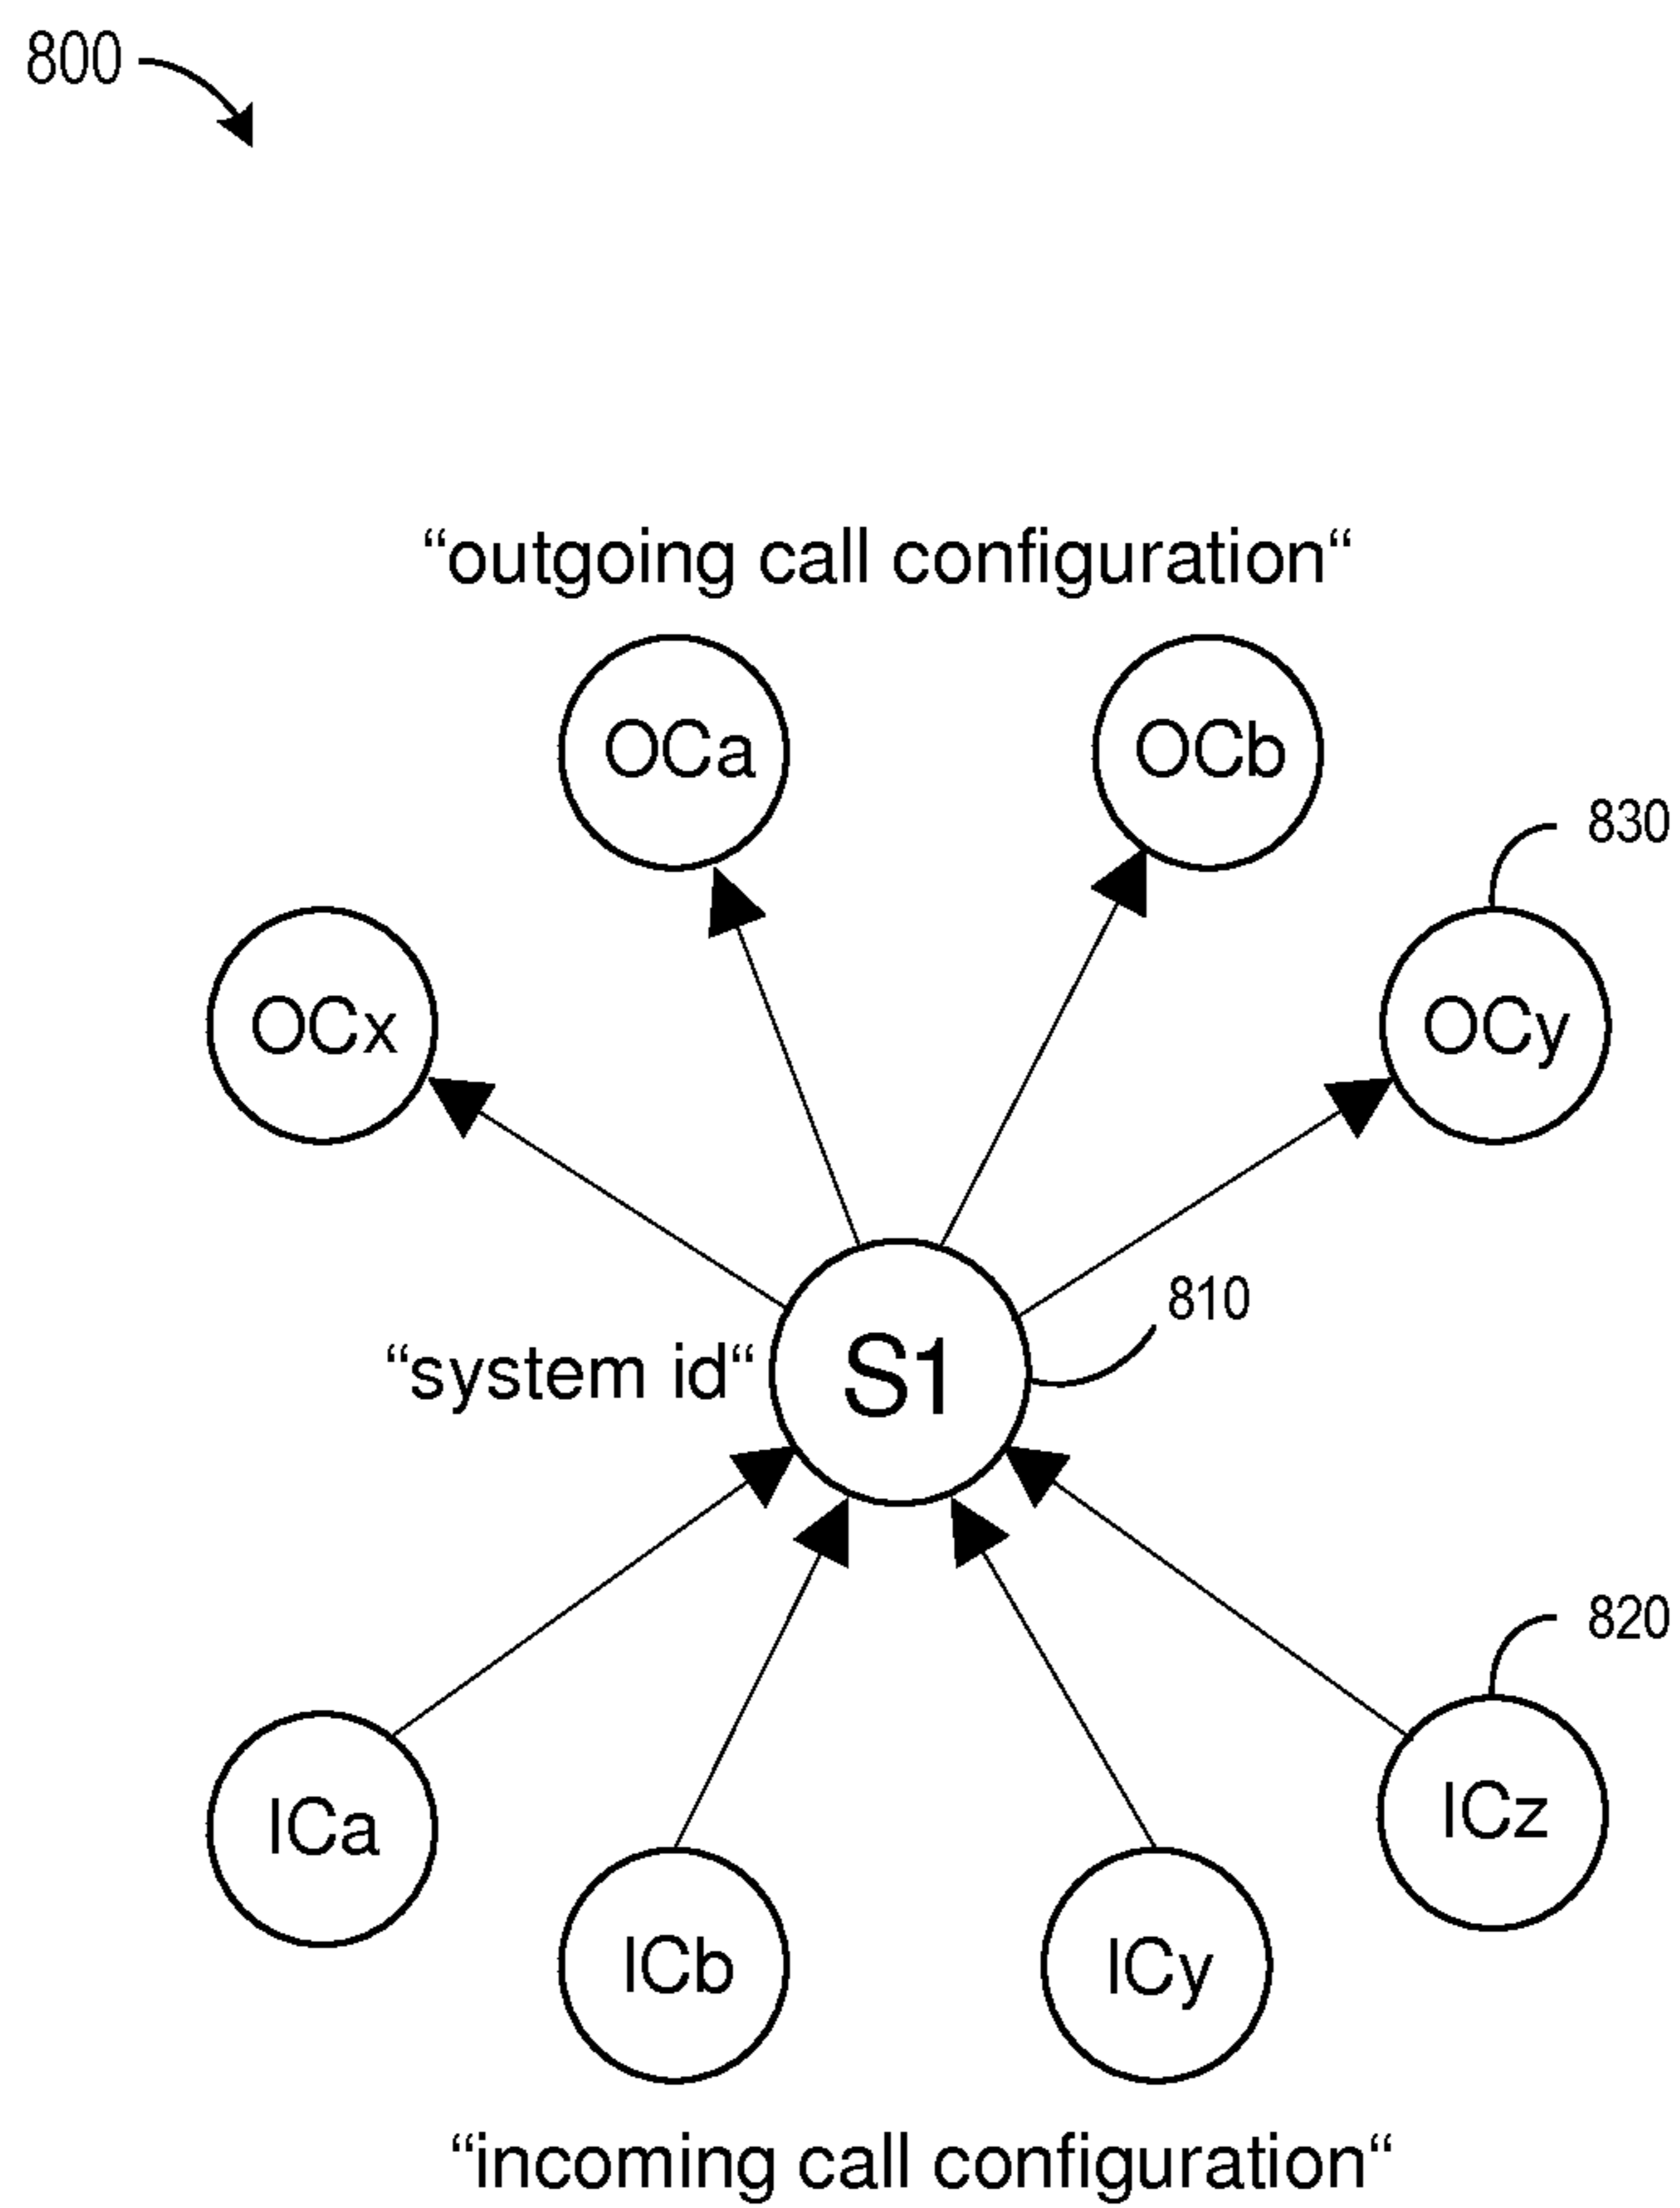 800
“outgoing call configuration“
OCa
OCb
830
OCx
OCy
810
“system id“
S1
820
ICa
ICz
ICb
ICy
“incoming call configuration“